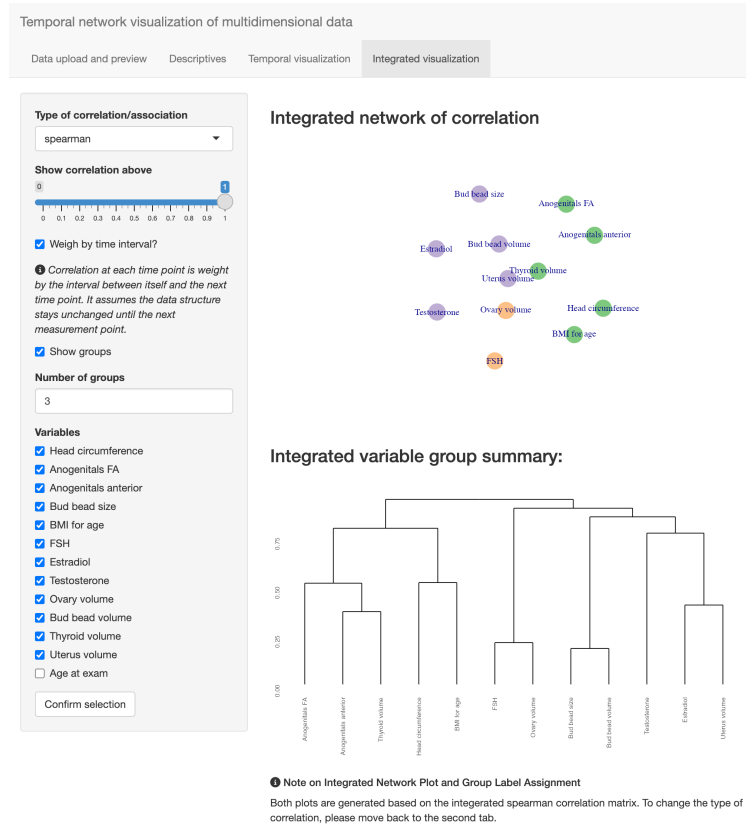 Temporal network visualization of multidimensional data
Data upload and preview
Descriptives
Temporal visualization
Integrated visualization
Type of correlation/association
spearman
Show correlation above
0
1
0 0.1 0.2 0.3 0.4 0.5 0.6 0.7 0.8 0.9 1
Weigh by time interval?
Correlation at each time point is weight
by the interval between itself and the next
time point. It assumes the data structure
stays unchanged until the next
measurement point.
Show groups
Number of groups
3
Variables
Head circumference
Anogenitals FA
Anogenitals anterior
Bud bead size
BMI for age
FSH
Estradiol
Testosterone
Ovary volume
Bud bead volume
Thyroid volume
Uterus volume
Age at exam
Confirm selection
Integrated network of correlation
Bud bead size
Anogenitals FA
Anogenitals anterior
Bud bead volume
Estradiol
Thyroid volume
Uterus volume
Testosterone
Ovary volume
Head circumference
BMI for age
FSH
Integrated variable group summary:
0.75
0.50
0.25
0.00
Anogenitals FA
Anogenitals anterior
Thyroid volume
Head circumference
BMI for age
FSH
Ovary volume
Bud bead size
Bud bead volume
Testosterone
Estradiol
Uterus volume
Note on Integrated Network Plot and Group Label Assignment
Both plots are generated based on the integerated spearman correlation matrix. To change the type of
correlation, please move back to the second tab.